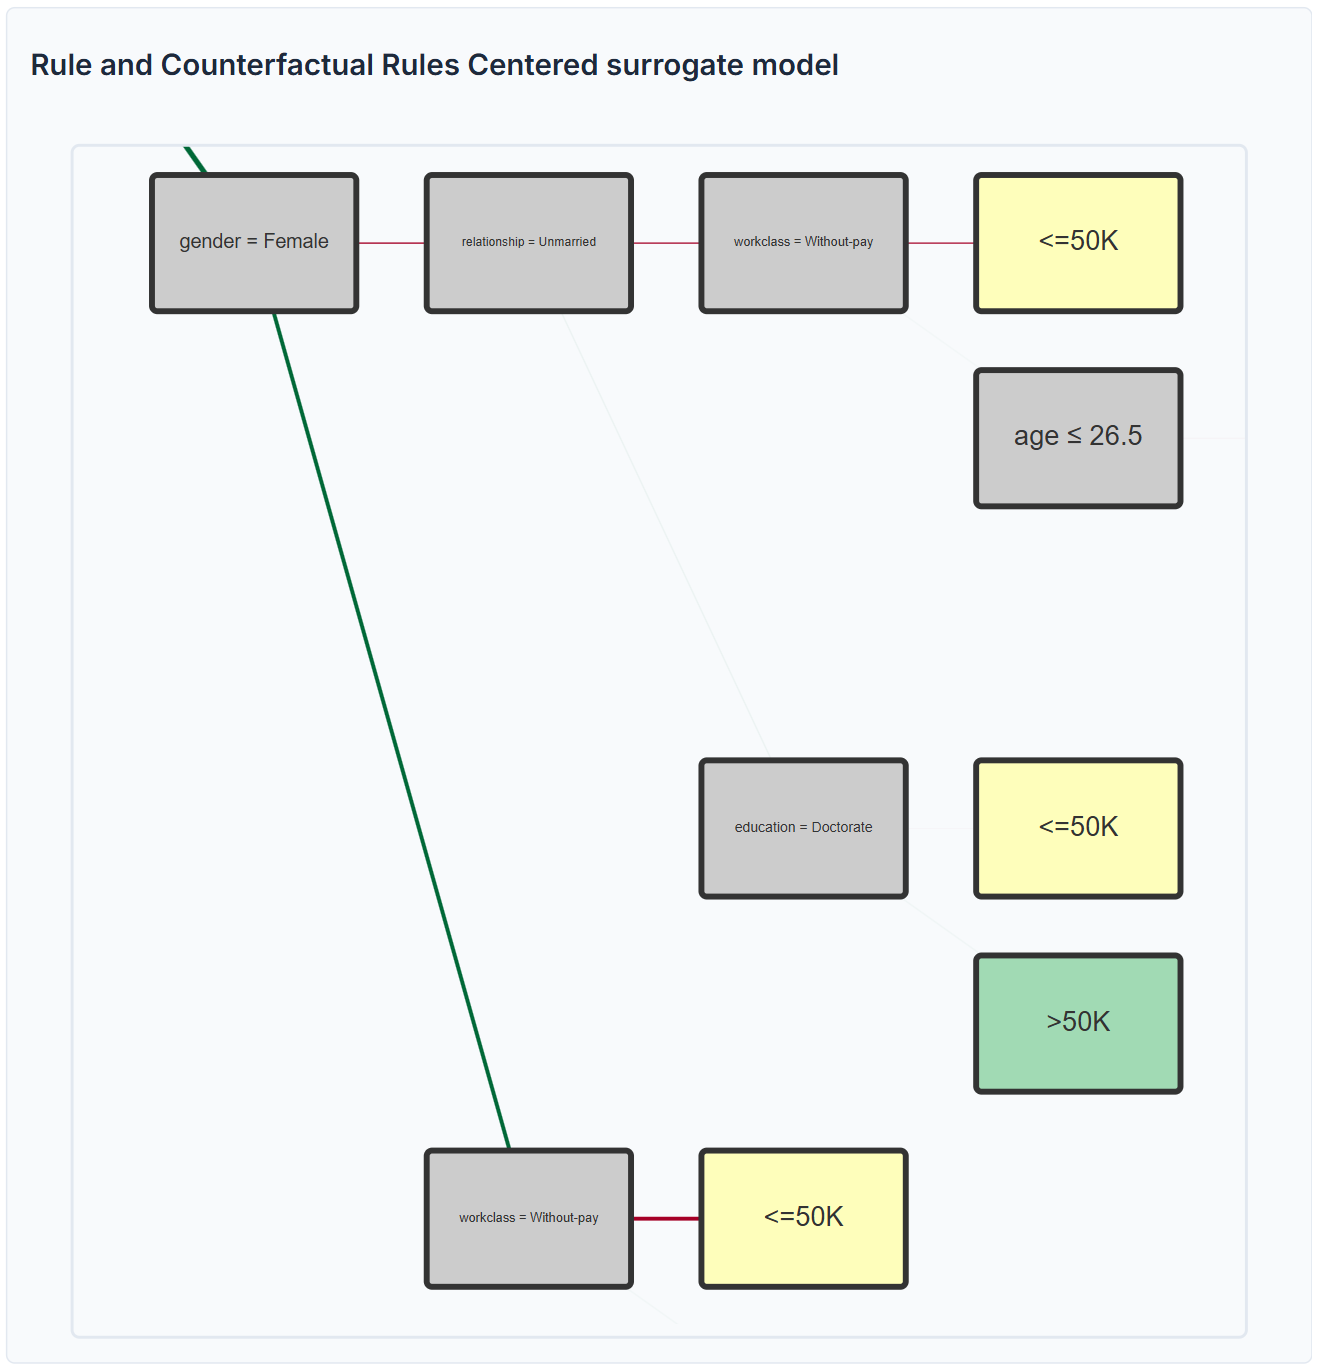 Rule and Counterfactual Rules Centered surrogate model
gender = Female
relationship = Unmarried
workclass = Without-pay
<=50K
age ≤ 26.5
education = Doctorate
<=50K
>50K
workclass = Without-pay
<=50K